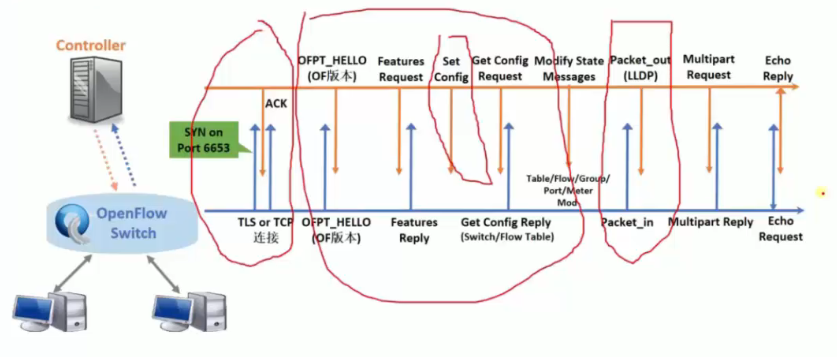 Controller
OFPT_HELLO
(OF版本)
Features
Request
Set
Config
Get Config
Request
Modify State
Messages
Packet_out
(LLDP)
Multipart
Request
Echo
Reply
ACK
SYN on
Port 6653
OpenFlow
Switch
Table/Flow/Group/
Port/Meter
Mod
TLS or TCP
连接
OFPT_HELLO
(OF版本)
Features
Reply
Get Config Reply
(Switch/Flow Table)
Packet_in
Multipart Reply
Echo
Request